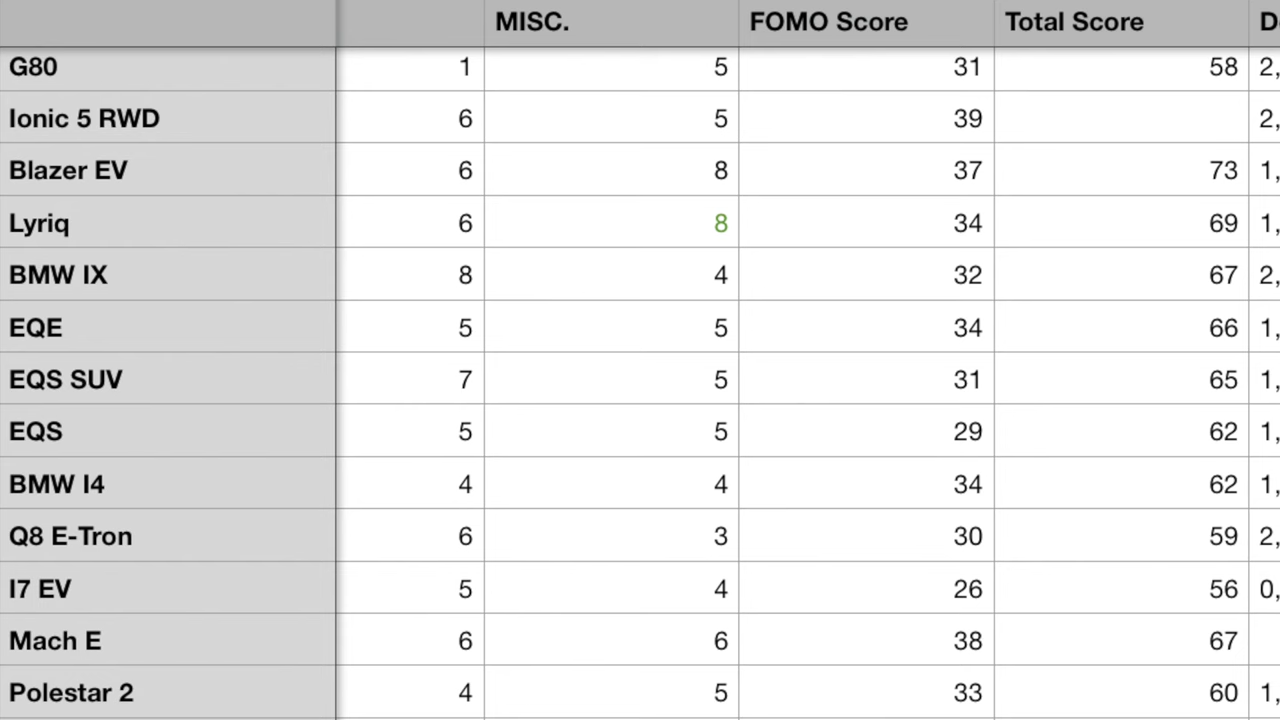 MISC. FOMO Score Total Score D
G80 1 5 31 58 2,
Ionic 5 RWD 6 5 39 2,
Blazer EV 6 8 37 73 1,
Lyriq 6 8 34 69 1,
BMW IX 8 4 32 67 2,
EQE 5 5 34 66 1,
EQS SUV 7 5 31 65 1,
EQS 5 5 29 62 1,
BMW I4 4 4 34 62 1,
Q8 E-Tron 6 3 30 59 2,
I7 EV 5 4 26 56 0,
Mach E 6 6 38 67
Polestar 2 4 5 33 60 1,